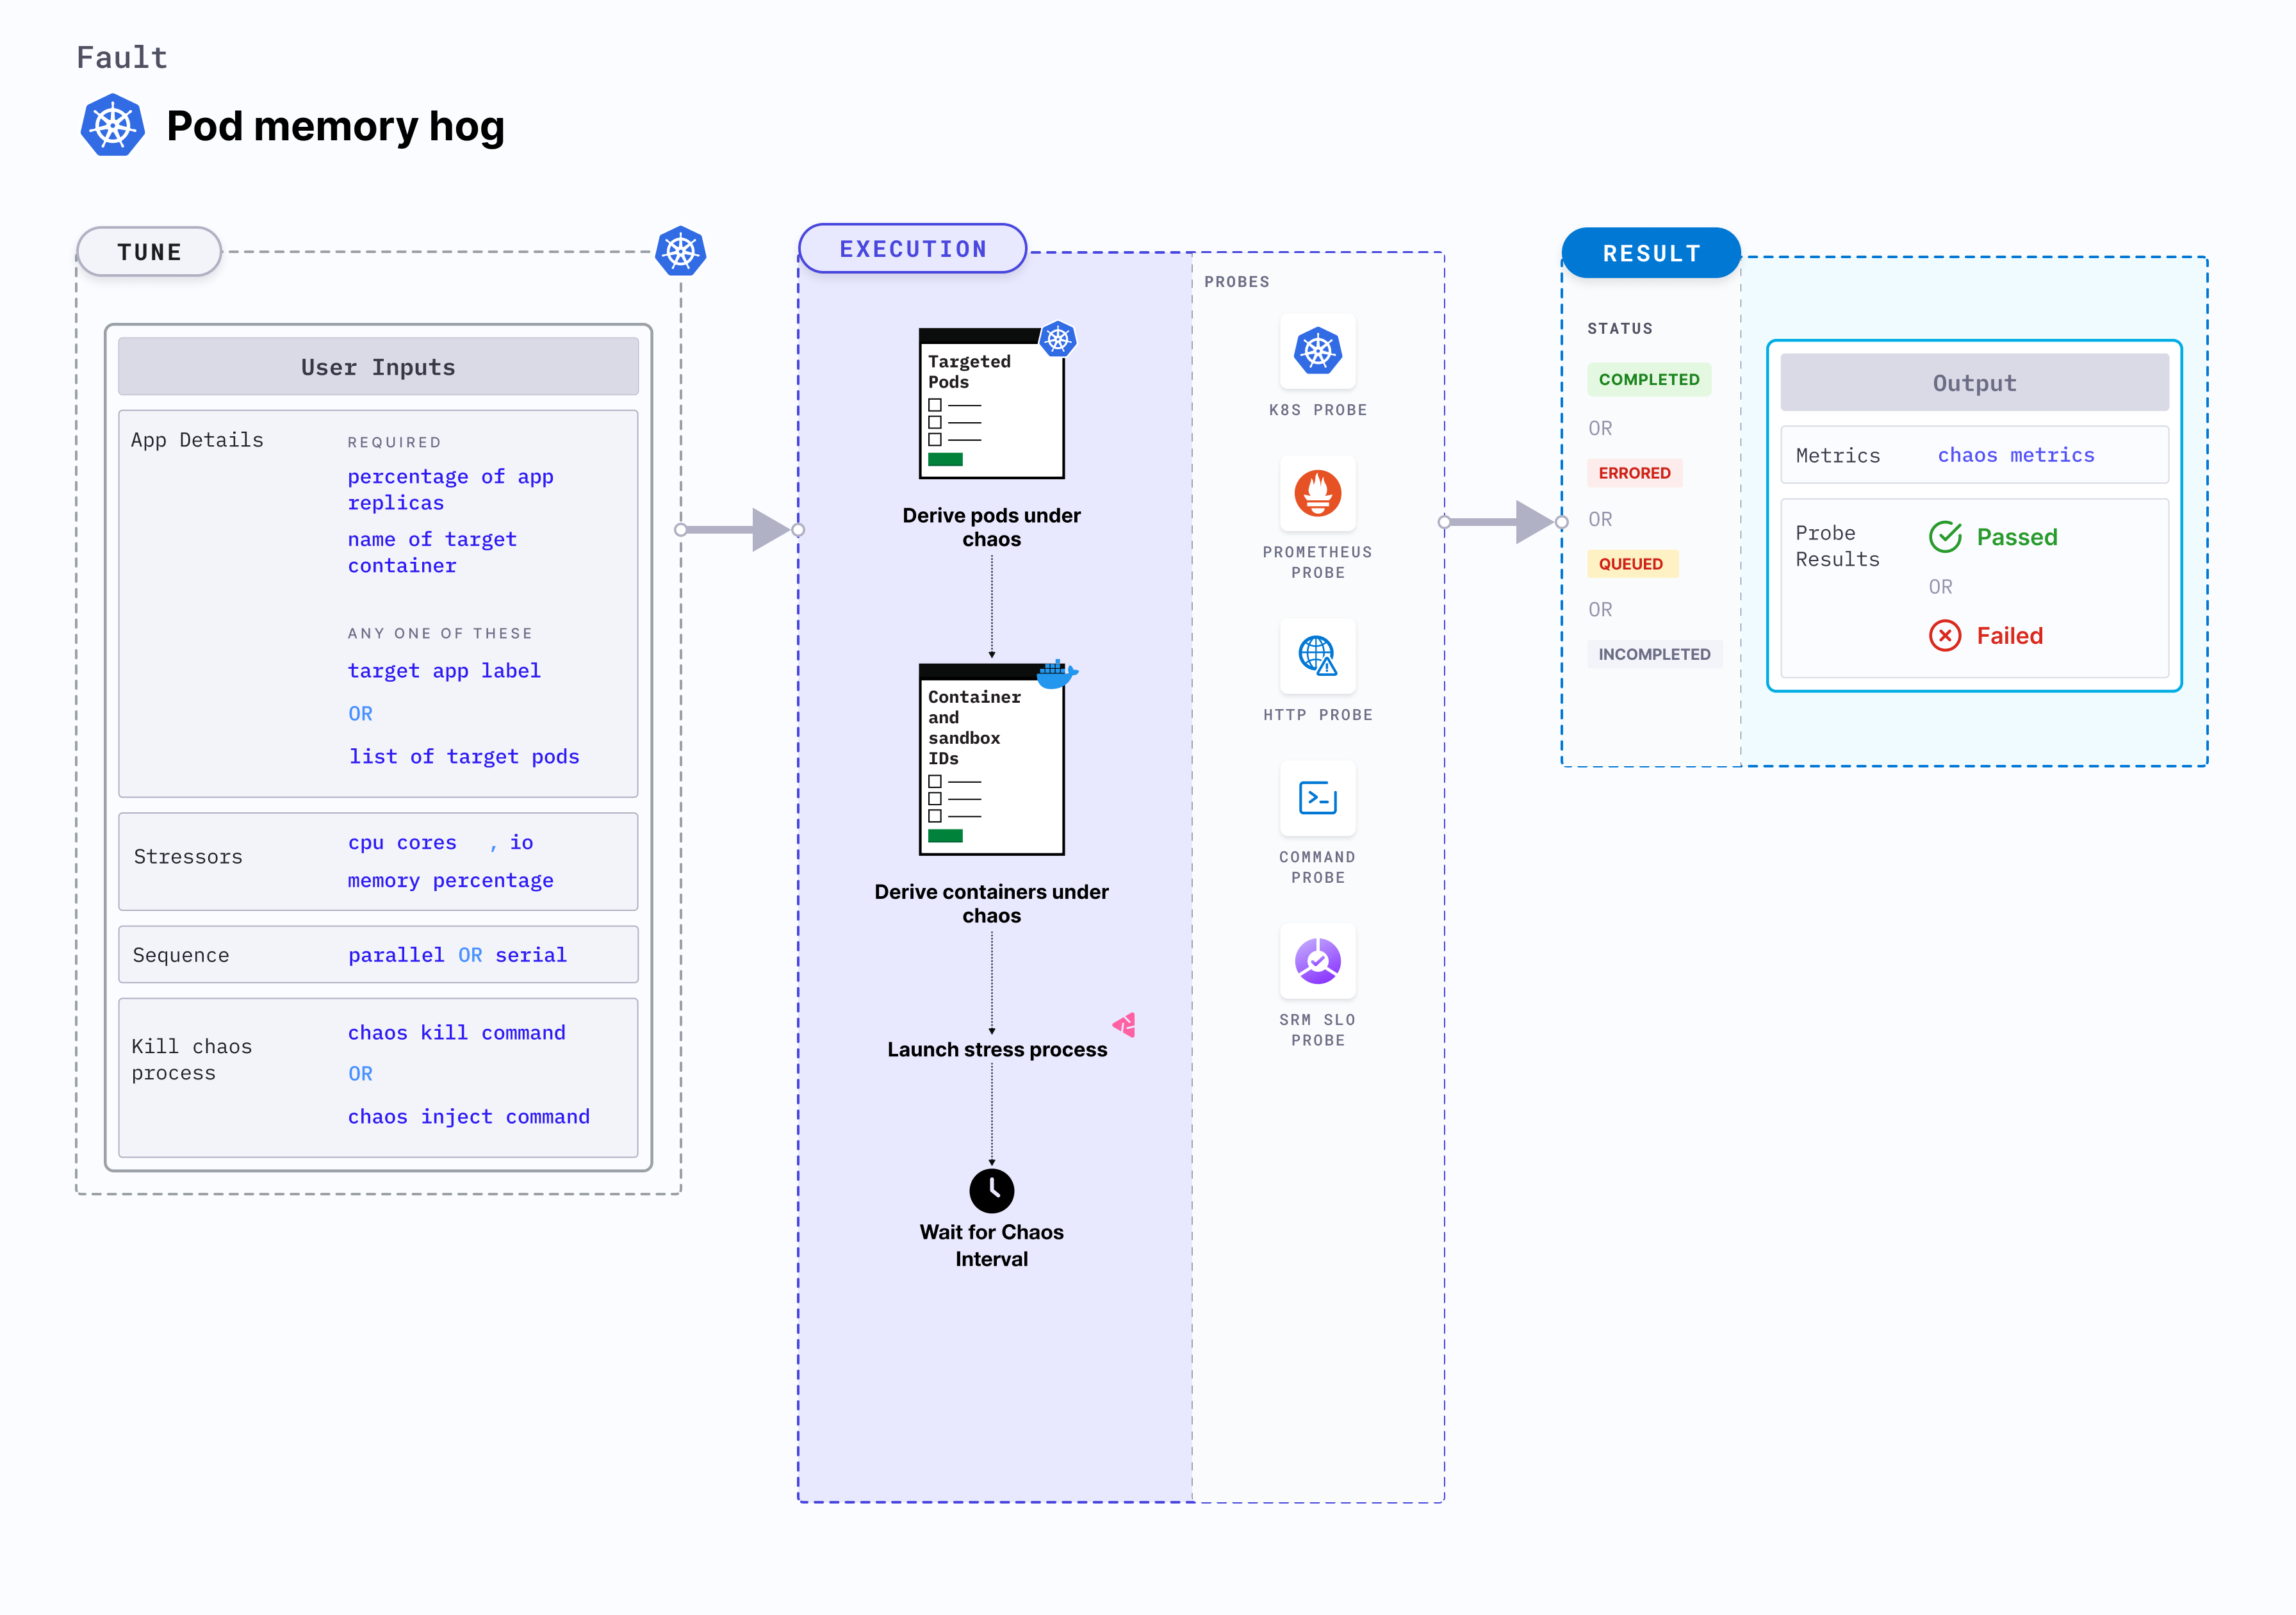 Fault
Pod memory hog
TUNE
User Inputs
App Details
REQUIRED
percentage of app
replicas
name of target
container
ANY ONE OF THESE
target app label
OR
list of target pods
Stressors
cpu cores , io
memory percentage
Sequence
parallel OR serial
Kill chaos
process
chaos kill command
OR
chaos inject command
EXECUTION
Targeted
Pods
Derive pods under
chaos
Container
and
sandbox
IDs
Derive containers under
chaos
Launch stress process
Wait for Chaos
Interval
PROBES
K8S PROBE
PROMETHEUS
PROBE
HTTP PROBE
COMMAND
PROBE
SRM SLO
PROBE
RESULT
STATUS
COMPLETED
OR
ERRORED
OR
QUEUED
OR
INCOMPLETED
Output
Metrics
chaos metrics
Probe
Results
Passed
OR
Failed